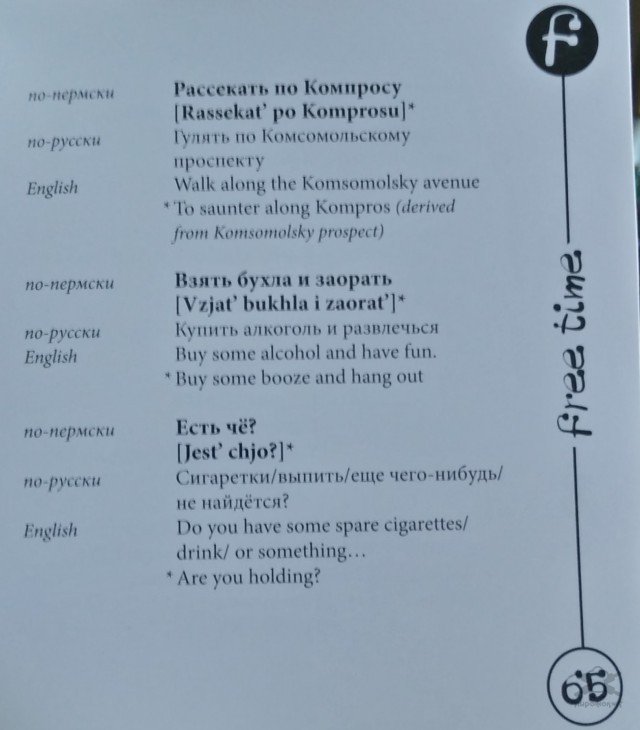 f
по-пермски Рассекать по Компросу
[Rassekat' po Komprosu]*
по-русски Гулять по Комсомольскому
проспекту
English Walk along the Komsomolsky avenue
* To saunter along Kompros (derived
from Komsomolsky prospect)
по-пермски Взять бухла и заорать
[Vzjat' bukhla i zaorat']*
по-русски Купить алкоголь и развлечься
English Buy some alcohol and have fun.
* Buy some booze and hang out
по-пермски Есть чё?
[Jest' chjo?]*
по-русски Сигаретки/выпить/еще чего-нибудь/
не найдётся?
English Do you have some spare cigarettes/
drink/ or something…
* Are you holding?
free time
65